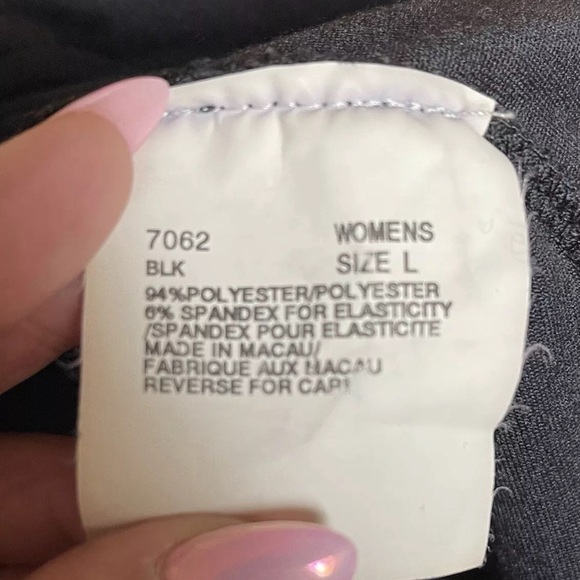 7062 WOMENS
BLK SIZE L
94%POLYESTER/POLYESTER
6% SPANDEX FOR ELASTICITY
/SPANDEX POUR ELASTICITE
MADE IN MACAU/
FABRIQUE AUX MACAU
REVERSE FOR